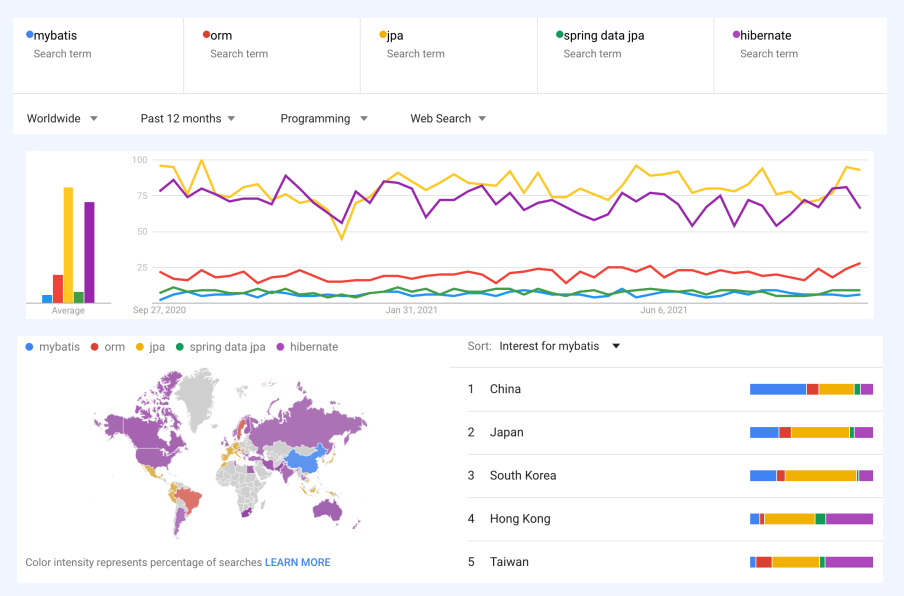 mybatis orm jpa spring data jpa hibernate
Search term Search term Search term Search term Search term
Worldwide Past 12 months Programming Web Search
100
75
50
25
Average Sep 27, 2020 Jan 31, 2021 Jun 6, 2021
mybatis orm jpa spring data jpa hibernate
Sort: Interest for mybatis
1 China
2 Japan
3 South Korea
4 Hong Kong
5 Taiwan
Color intensity represents percentage of searches LEARN MORE